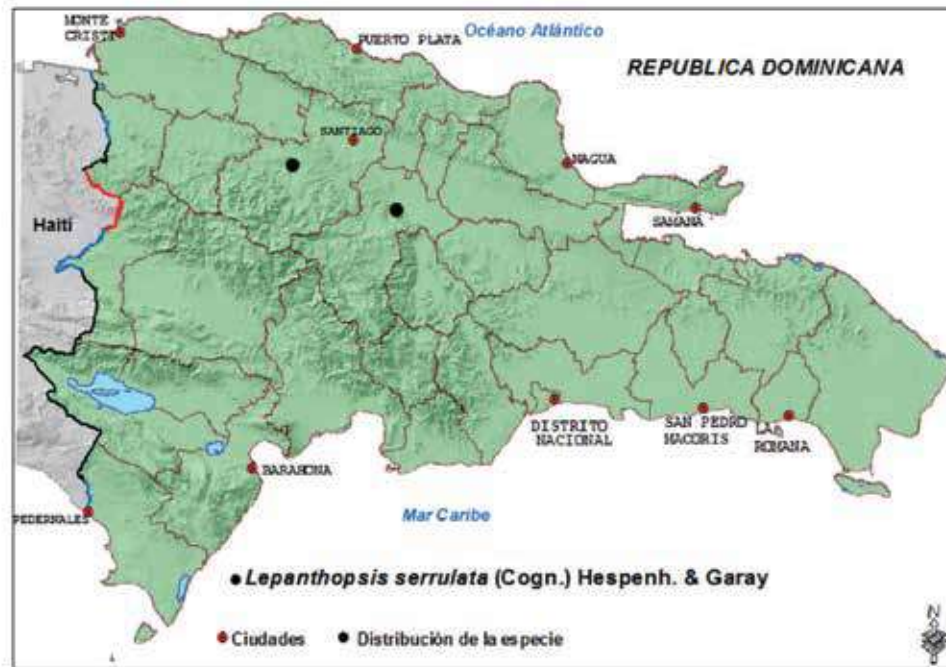 MONTE
CRISTI
PUERTO PLATA
Océano Atlántico
REPUBLICA DOMINICANA
SANTIAGO
NAGUA
SAMANA
Haití
DISTRITO
NACIONAL
SAN PEDRO
MACORIS
LA
ROMANA
BARAHONA
PEDERNALES
Mar Caribe
Lepanthopsis serrulata (Cogn.) Hespenh. & Garay
Ciudades
Distribución de la especie
N